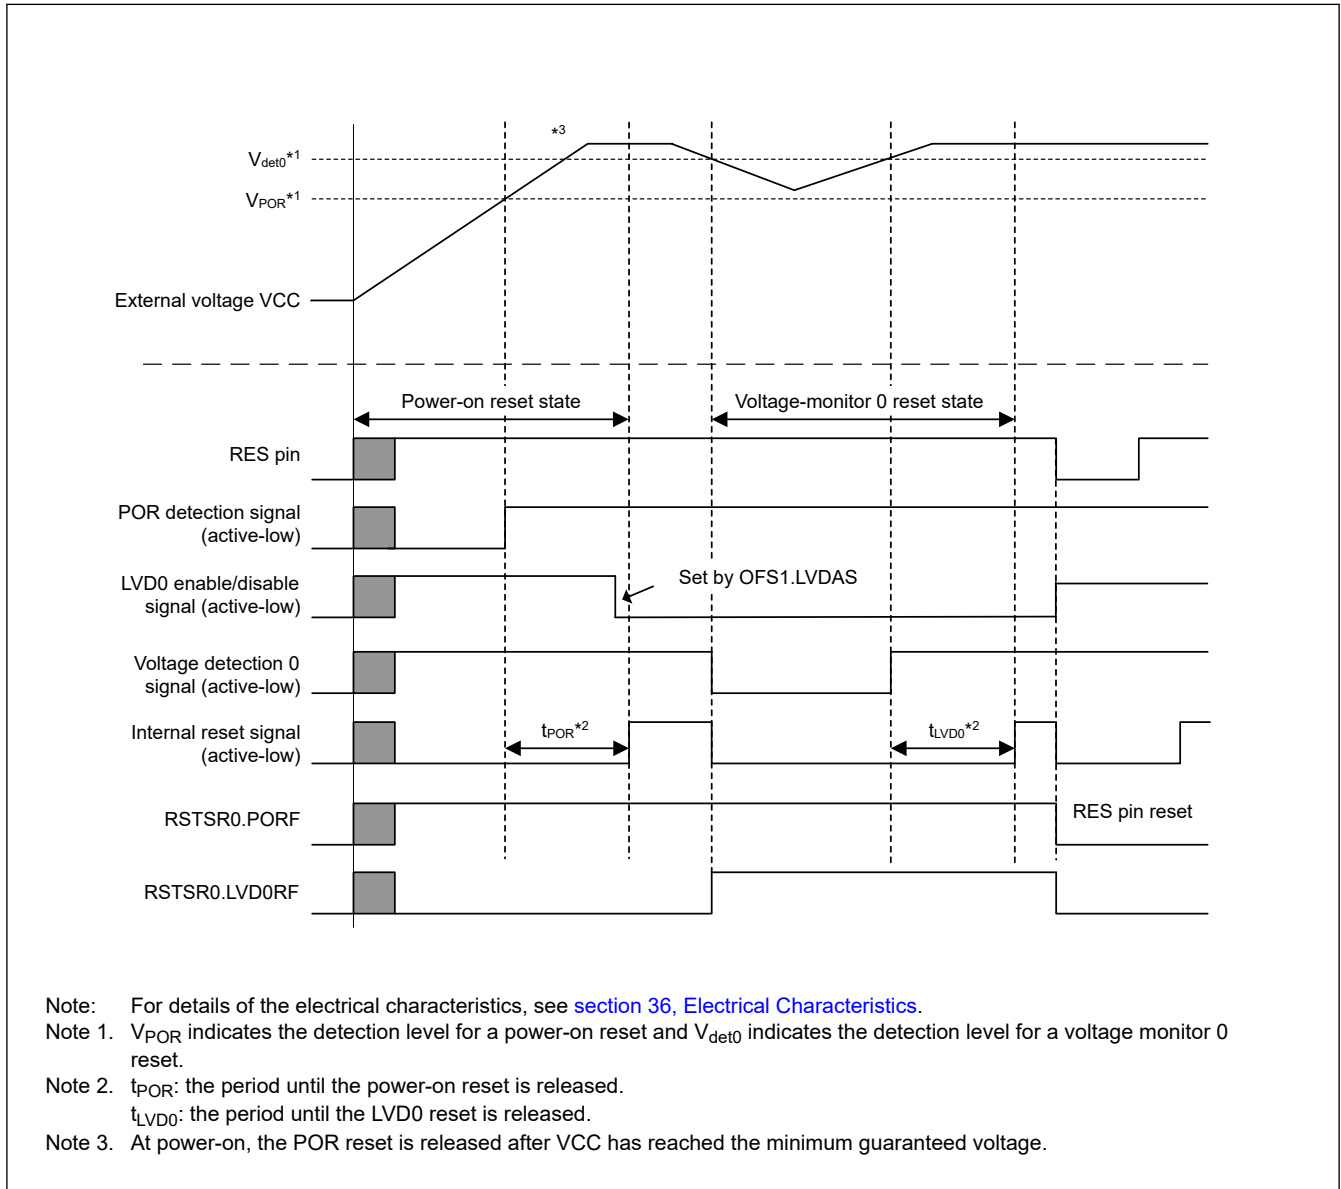 *3
Vdet0*1
VPOR*1
External voltage VCC
Power-on reset state
Voltage-monitor 0 reset state
RES pin
POR detection signal
(active-low)
LVD0 enable/disable
signal (active-low)
Set by OFS1.LVDAS
Voltage detection 0
signal (active-low)
Internal reset signal
(active-low)
tPOR*2
tLVD0*2
RSTSR0.PORF
RES pin reset
RSTSR0.LVD0RF
Note: For details of the electrical characteristics, see section 36, Electrical Characteristics.
Note 1. VPOR indicates the detection level for a power-on reset and Vdet0 indicates the detection level for a voltage monitor 0
reset.
Note 2. tPOR: the period until the power-on reset is released.
tLVD0: the period until the LVD0 reset is released.
Note 3. At power-on, the POR reset is released after VCC has reached the minimum guaranteed voltage.